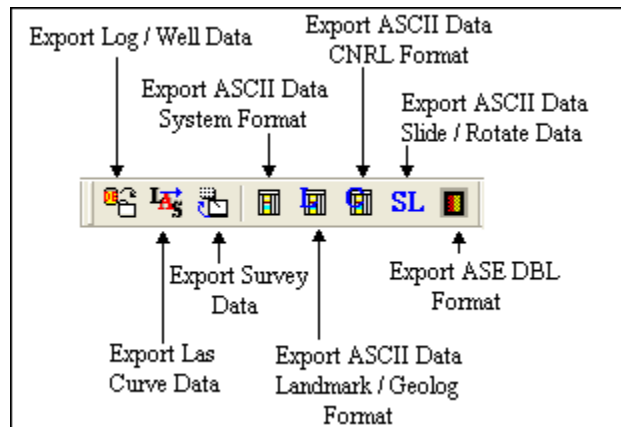 Export Log / Well Data
Export ASCII Data
CNRL Format
Export ASCII Data
System Format
Export ASCII Data
Slide / Rotate Data
DB
LAS
L
C
SL
Export Survey
Data
Export ASE DBL
Format
Export Las
Curve Data
Export ASCII Data
Landmark / Geolog
Format